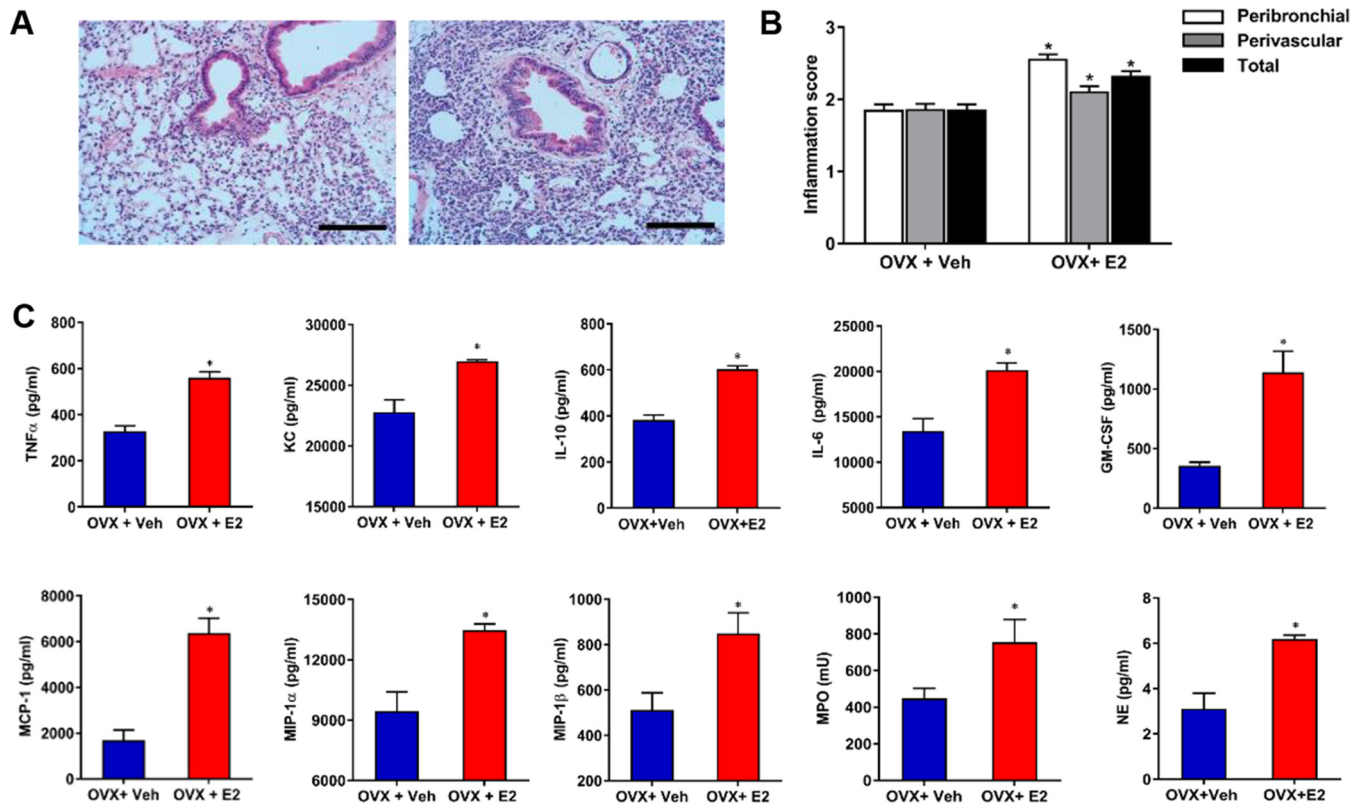 A
B
Peribronchial
Perivascular
Total
Inflammation score
3
2
1
0
OVX + Veh
OVX+ E2
*
*
*
C
TNFα (pg/ml)
800
600
400
200
0
*
OVX + Veh
OVX + E2
KC (pg/ml)
30000
25000
20000
15000
*
OVX + Veh
OVX + E2
IL-10 (pg/ml)
800
600
400
200
0
*
OVX+Veh
OVX+E2
IL-6 (pg/ml)
25000
20000
15000
10000
5000
*
OVX + Veh
OVX + E2
GM-CSF (pg/ml)
1500
1000
500
0
*
OVX + Veh
OVX + E2
MCP-1 (pg/ml)
8000
6000
4000
2000
0
*
OVX+ Veh
OVX + E2
MIP-1α (pg/ml)
15000
12000
9000
6000
*
OVX + Veh
OVX + E2
MIP-1β (pg/ml)
1000
800
600
400
200
*
OVX + Veh
OVX + E2
MPO (mU)
1000
800
600
400
200
0
*
OVX + Veh
OVX + E2
NE (pg/ml)
8
6
4
2
0
*
OVX+Veh
OVX+E2